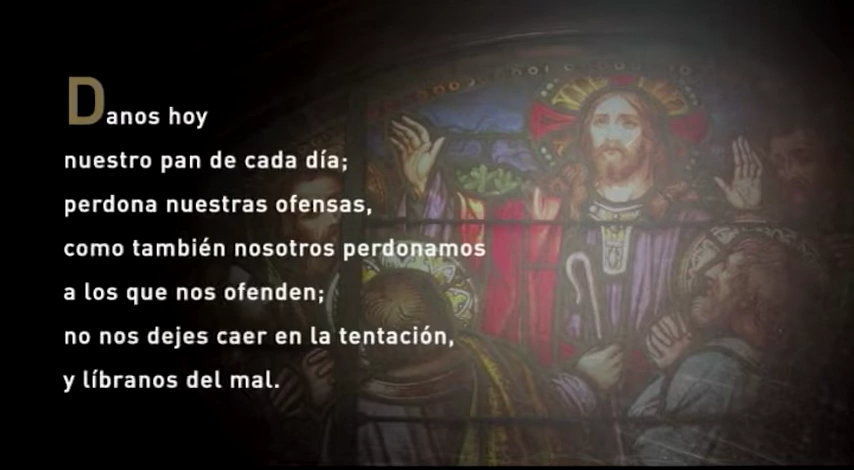 Danos hoy
nuestro pan de cada día;
perdona nuestras ofensas,
como también nosotros perdonamos
a los que nos ofenden;
no nos dejes caer en la tentación,
y líbranos del mal.